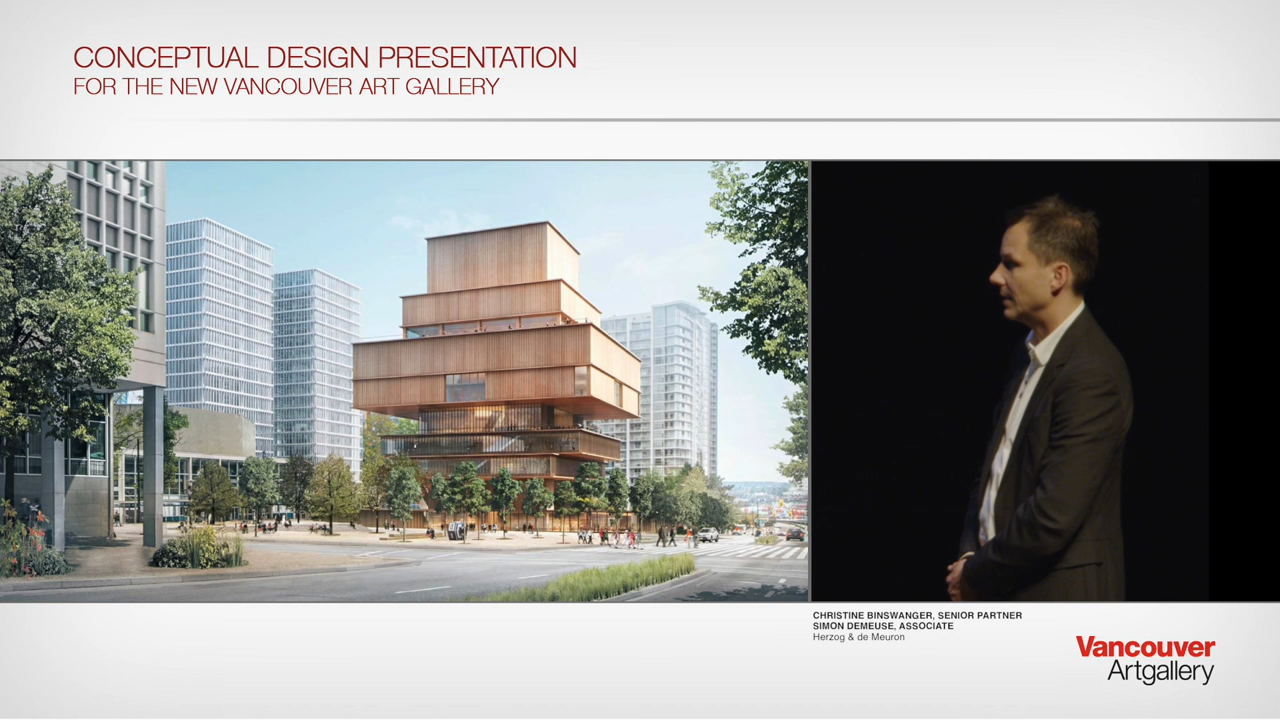 CONCEPTUAL DESIGN PRESENTATION
FOR THE NEW VANCOUVER ART GALLERY
CHRISTINE BINSWANGER, SENIOR PARTNER
SIMON DEMEUSE, ASSOCIATE
Herzog & de Meuron
Vancouver
Artgallery